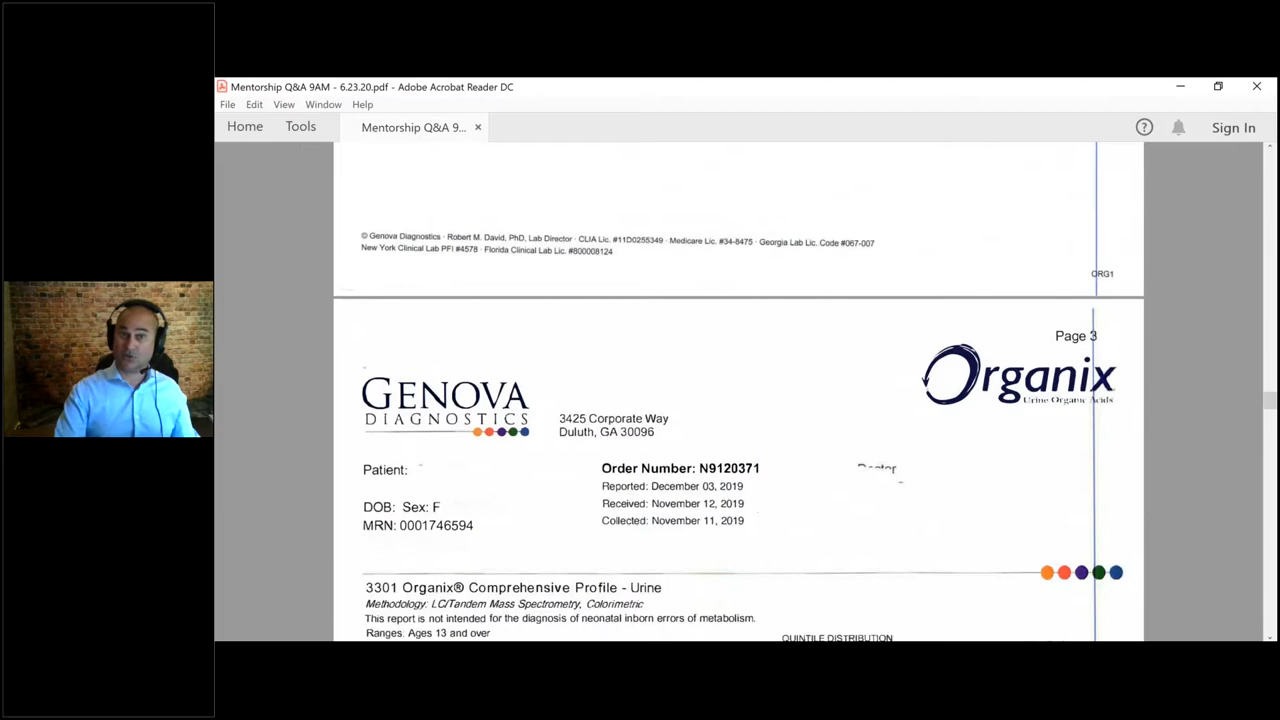 Mentorship Q&A 9AM - 6.23.20.pdf - Adobe Acrobat Reader DC
File Edit View Window Help
Home Tools Mentorship Q&A 9... × ? Sign In
© Genova Diagnostics · Robert M. David, PhD, Lab Director · CLIA Lic. #11D0255349 · Medicare Lic. #34-8475 · Georgia Lab Lic. Code #067-007
New York Clinical Lab PFI #4578 · Florida Clinical Lab Lic. #800008124
ORG1
Page 3
Organix
Urine Organic Acids
GENOVA
DIAGNOSTICS
3425 Corporate Way
Duluth, GA 30096
Patient:
DOB: Sex: F
MRN: 0001746594
Order Number: N9120371
Reported: December 03, 2019
Received: November 12, 2019
Collected: November 11, 2019
3301 Organix® Comprehensive Profile - Urine
Methodology: LC/Tandem Mass Spectrometry, Colorimetric
This report is not intended for the diagnosis of neonatal inborn errors of metabolism.
Ranges: Ages 13 and over
QUINTILE DISTRIBUTION